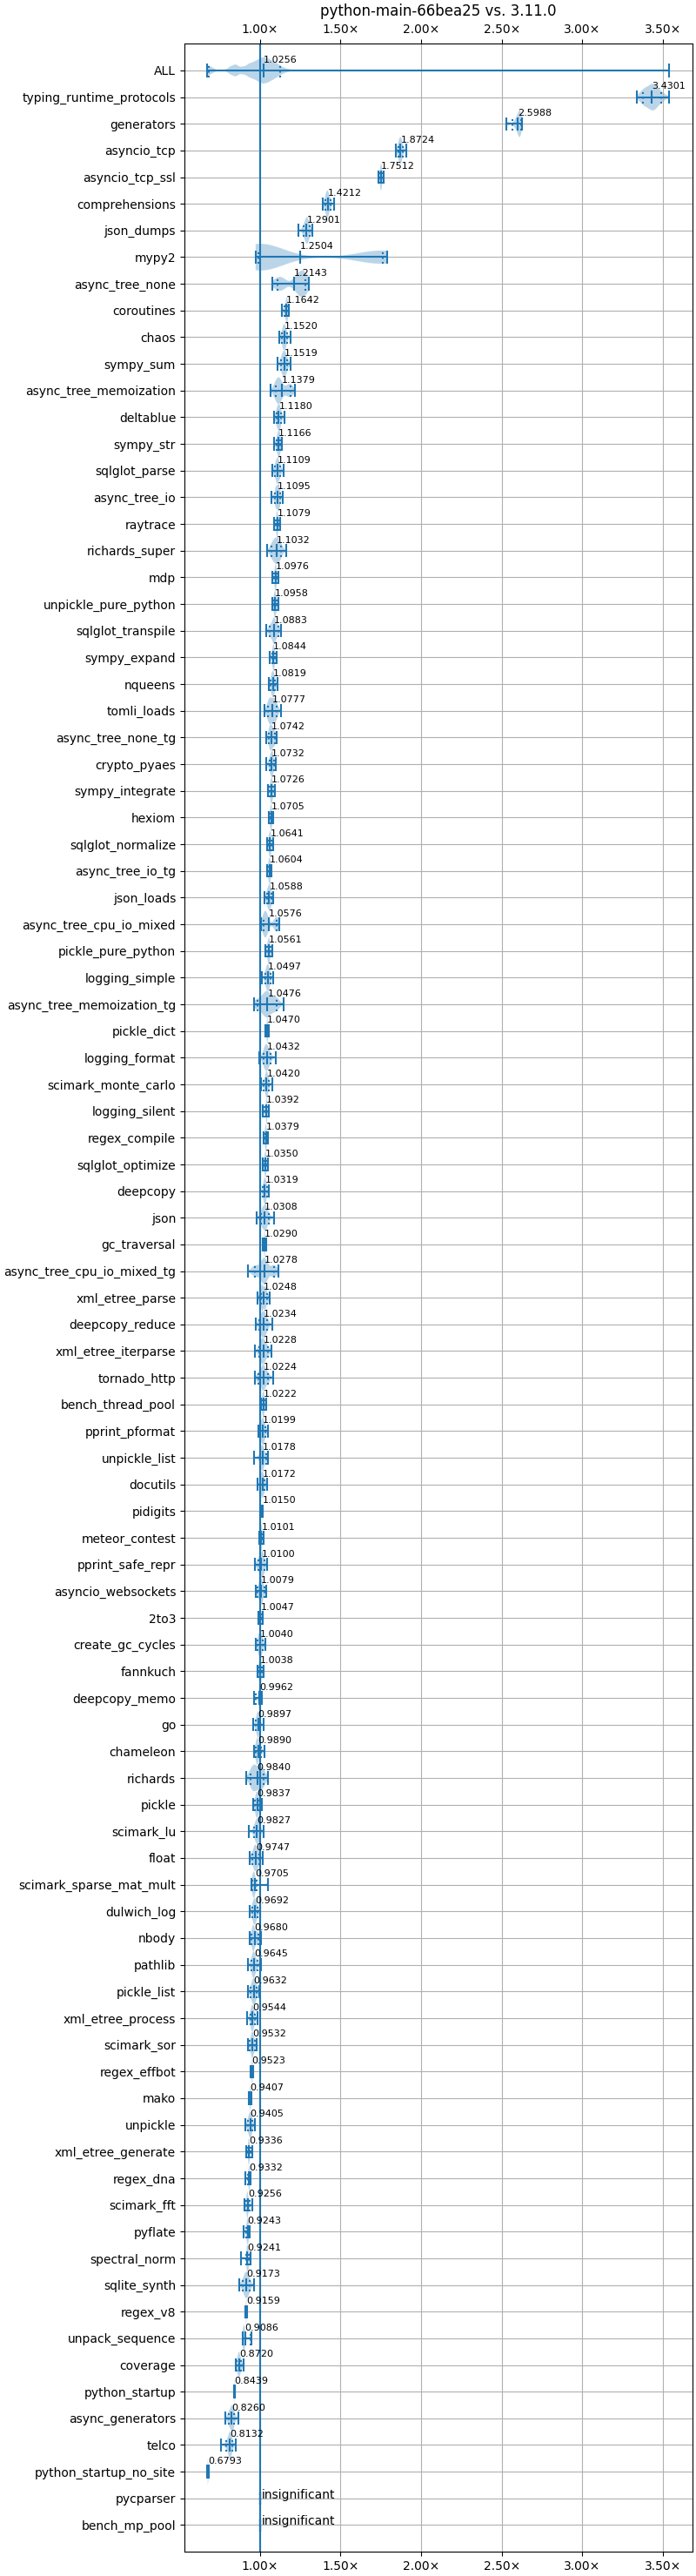 python-main-66bea25 vs. 3.11.0
1.00× 1.50× 2.00× 2.50× 3.00× 3.50×
ALL 1.0256
typing_runtime_protocols 3.4301
generators 2.5988
asyncio_tcp 1.8724
asyncio_tcp_ssl 1.7512
comprehensions 1.4212
json_dumps 1.2901
mypy2 1.2504
async_tree_none 1.2143
coroutines 1.1642
chaos 1.1520
sympy_sum 1.1519
async_tree_memoization 1.1379
deltablue 1.1180
sympy_str 1.1166
sqlglot_parse 1.1109
async_tree_io 1.1095
raytrace 1.1079
richards_super 1.1032
mdp 1.0976
unpickle_pure_python 1.0958
sqlglot_transpile 1.0883
sympy_expand 1.0844
nqueens 1.0819
tomli_loads 1.0777
async_tree_none_tg 1.0742
crypto_pyaes 1.0732
sympy_integrate 1.0726
hexiom 1.0705
sqlglot_normalize 1.0641
async_tree_io_tg 1.0604
json_loads 1.0588
async_tree_cpu_io_mixed 1.0576
pickle_pure_python 1.0561
logging_simple 1.0497
async_tree_memoization_tg 1.0476
pickle_dict 1.0470
logging_format 1.0432
scimark_monte_carlo 1.0420
logging_silent 1.0392
regex_compile 1.0379
sqlglot_optimize 1.0350
deepcopy 1.0319
json 1.0308
gc_traversal 1.0290
async_tree_cpu_io_mixed_tg 1.0278
xml_etree_parse 1.0248
deepcopy_reduce 1.0234
xml_etree_iterparse 1.0228
tornado_http 1.0224
bench_thread_pool 1.0222
pprint_pformat 1.0199
unpickle_list 1.0178
docutils 1.0172
pidigits 1.0150
meteor_contest 1.0101
pprint_safe_repr 1.0100
asyncio_websockets 1.0079
2to3 1.0047
create_gc_cycles 1.0040
fannkuch 1.0038
deepcopy_memo 0.9962
go 0.9897
chameleon 0.9890
richards 0.9840
pickle 0.9837
scimark_lu 0.9827
float 0.9747
scimark_sparse_mat_mult 0.9705
dulwich_log 0.9692
nbody 0.9680
pathlib 0.9645
pickle_list 0.9632
xml_etree_process 0.9544
scimark_sor 0.9532
regex_effbot 0.9523
mako 0.9407
unpickle 0.9405
xml_etree_generate 0.9336
regex_dna 0.9332
scimark_fft 0.9256
pyflate 0.9243
spectral_norm 0.9241
sqlite_synth 0.9173
regex_v8 0.9159
unpack_sequence 0.9086
coverage 0.8720
python_startup 0.8439
async_generators 0.8260
telco 0.8132
python_startup_no_site 0.6793
pycparser insignificant
bench_mp_pool insignificant
1.00× 1.50× 2.00× 2.50× 3.00× 3.50×